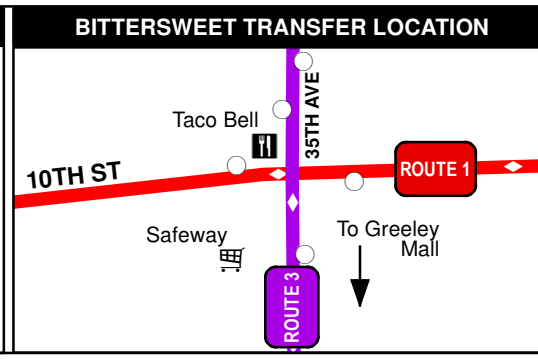 BITTERSWEET TRANSFER LOCATION
35TH AVE
Taco Bell
10TH ST
ROUTE 1
Safeway
To Greeley
Mall
ROUTE 3